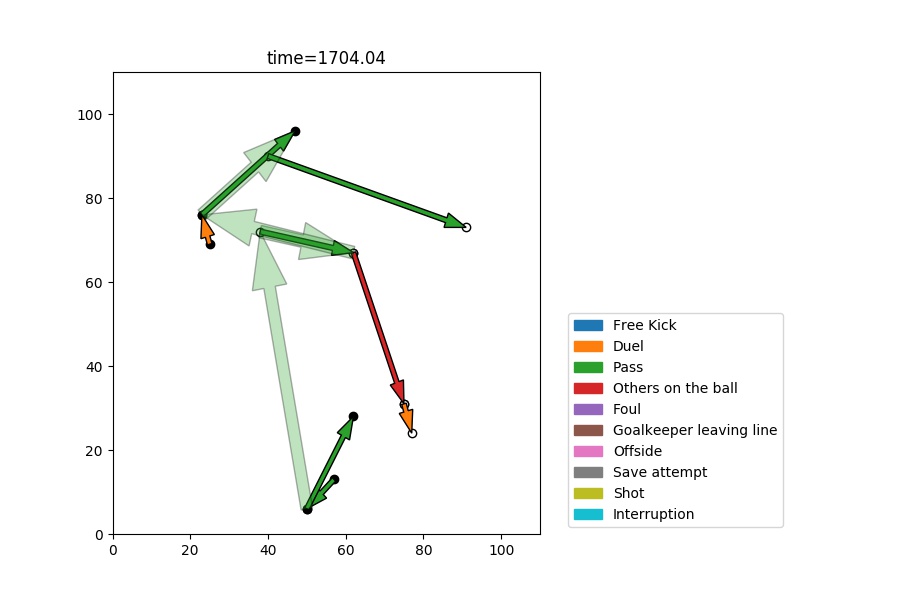 time=1704.04
100
80
60
40
20
0
0 20 40 60 80 100
Free Kick
Duel
Pass
Others on the ball
Foul
Goalkeeper leaving line
Offside
Save attempt
Shot
Interruption